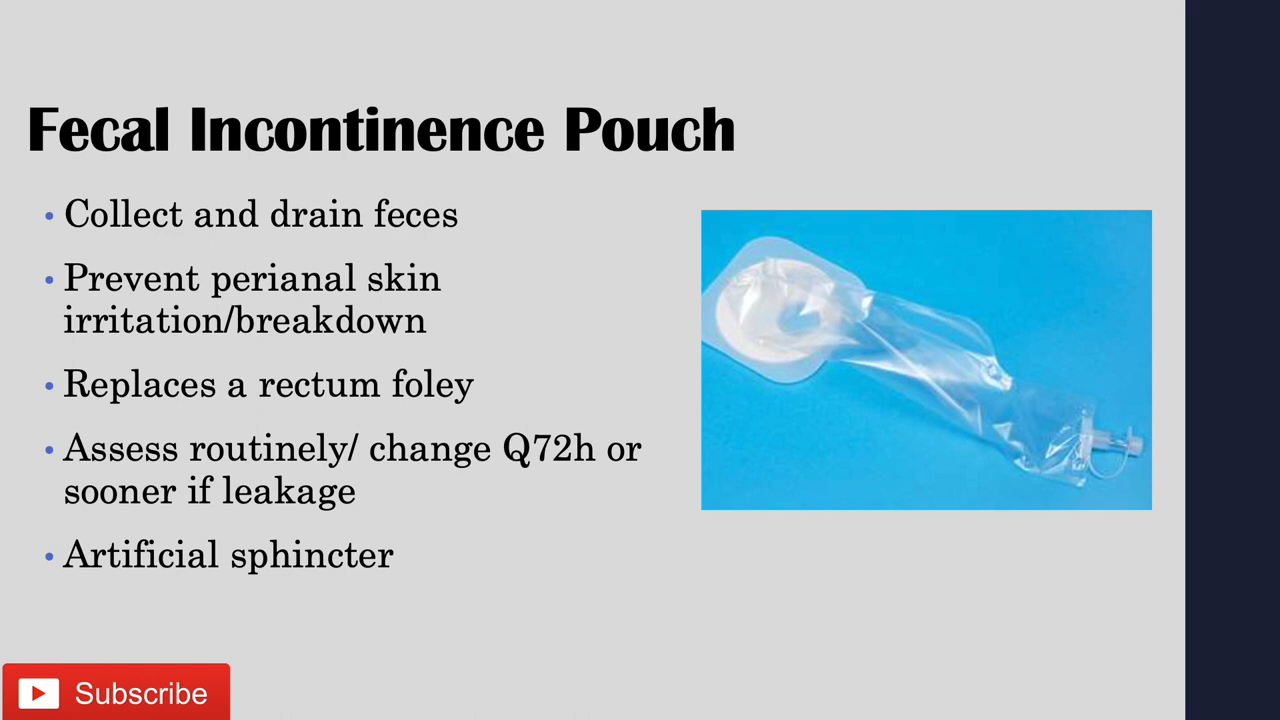 Fecal Incontinence Pouch
• Collect and drain feces
• Prevent perianal skin
irritation/breakdown
• Replaces a rectum foley
• Assess routinely/ change Q72h or
sooner if leakage
• Artificial sphincter
Subscribe